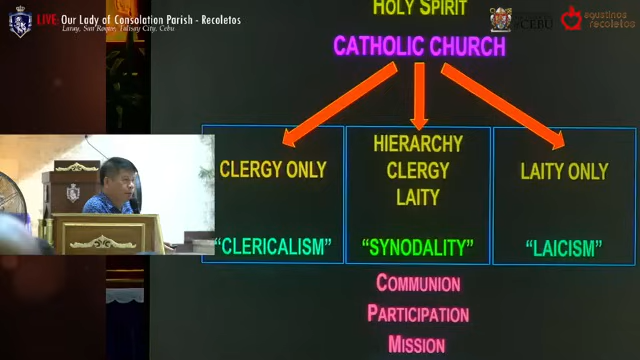 LIVE: Our Lady of Consolation Parish - Recoletos
Laray, San Roque, Talisay City, Cebu
CEBU
agustinos
recoletos
HOLY SPIRIT
CATHOLIC CHURCH
CLERGY ONLY
"CLERICALISM"
HIERARCHY
CLERGY
LAITY
"SYNODALITY"
LAITY ONLY
"LAICISM"
COMMUNION
PARTICIPATION
MISSION